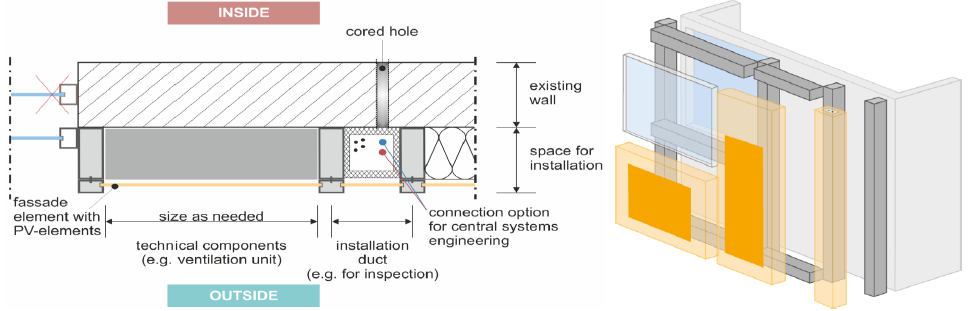 INSIDE
cored hole
existing
wall
space for
installation
fassade
element with
PV-elements
size as needed
technical components
(e.g. ventilation unit)
installation
duct
(e.g. for inspection)
connection option
for central systems
engineering
OUTSIDE